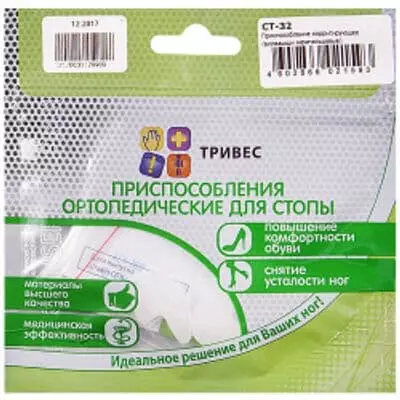 12.2017
СТ-32
ТРИВЕС
ПРИСПОСОБЛЕНИЯ
ОРТОПЕДИЧЕСКИЕ ДЛЯ СТОПЫ
повышение
комфортности
обуви
снятие
усталости ног
материалы
высшего
качества
медицинская
эффективность
Идеальное решение для Ваших ног!